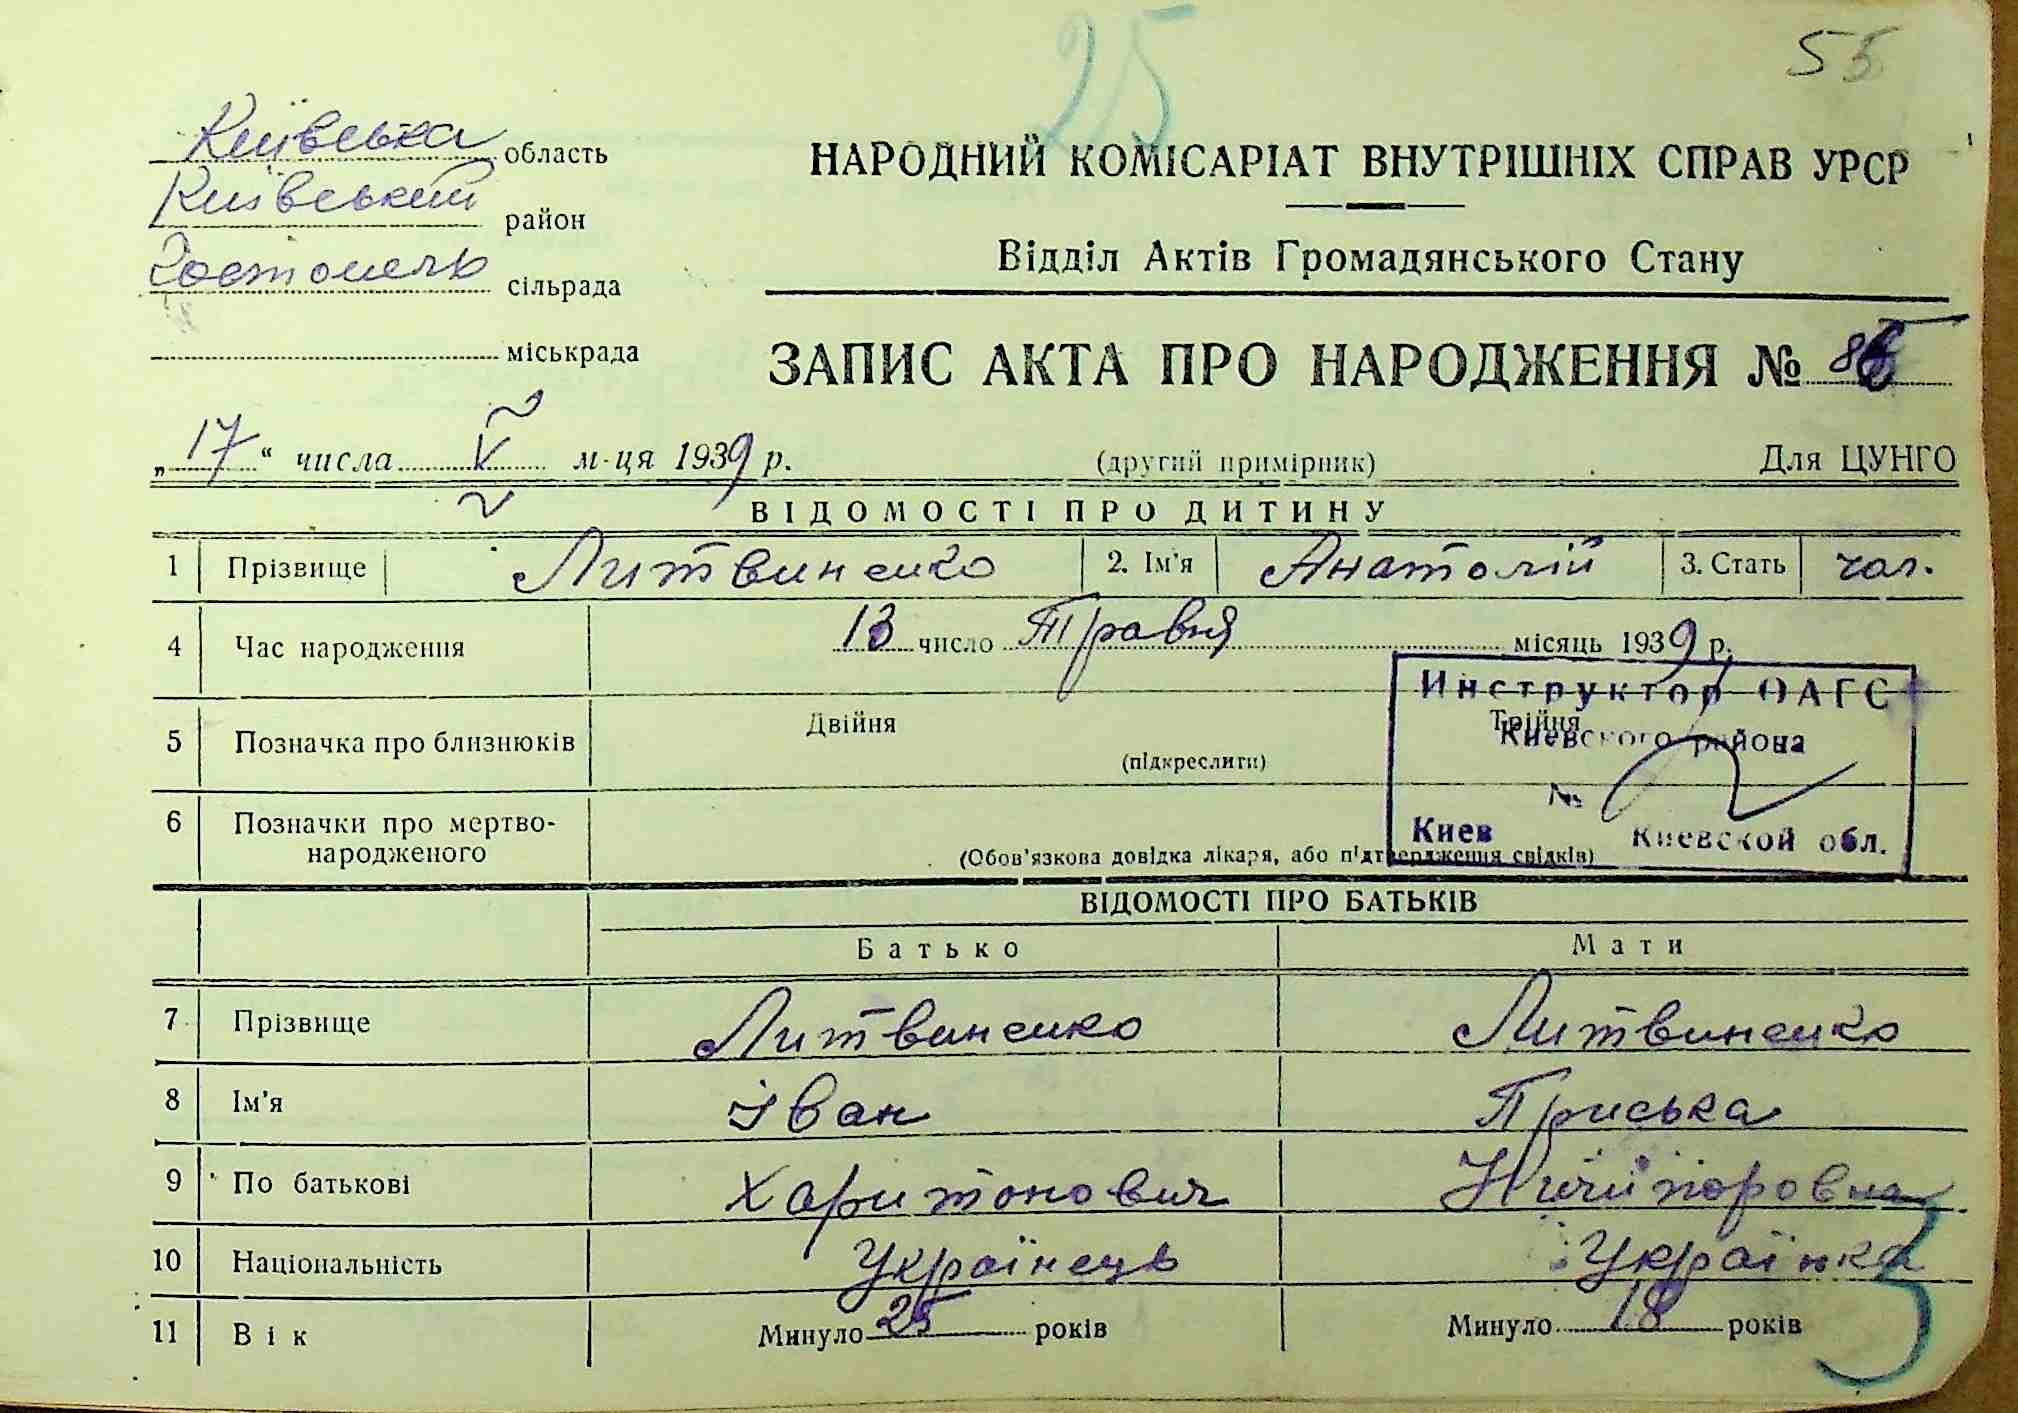 25
55
Київська область
НАРОДНИЙ КОМІСАРІАТ ВНУТРІШНІХ СПРАВ УРСР
Київський район
Відділ Актів Громадянського Стану
Гостомель сільрада
міськрада
ЗАПИС АКТА ПРО НАРОДЖЕННЯ №
„17“ числа V м-ця 1939 р. (другий примірник) Для ЦУНГО
ВІДОМОСТІ ПРО ДИТИНУ
1 Прізвище Литвиненко 2. Ім'я Анатолій 3. Стать чол.
4 Час народження 13 число Травня місяць 1939 р.
Инструктор ОАГС
5 Позначка про близнюків Двійня Трійня
(підкреслити)
Киевского района
№
6 Позначки про мертво-
народженого
(Обов'язкова довідка лікаря, або підтвердження свідків)
Киев Киевской обл.
ВІДОМОСТІ ПРО БАТЬКІВ
Батько Мати
7 Прізвище Литвиненко Литвиненко
8 Ім'я Іван Приська
9 По батькові Харитонович Ничипоровна
10 Національність Українець Українка
11 Вік Минуло 25 років Минуло 18 років
3